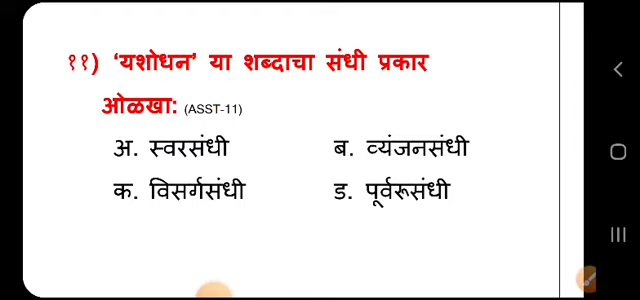 ११) ‘यशोधन’ या शब्दाचा संधी प्रकार
ओळखा: (ASST-11)
अ. स्वरसंधी ब. व्यंजनसंधी
क. विसर्गसंधी ड. पूर्वरूसंधी